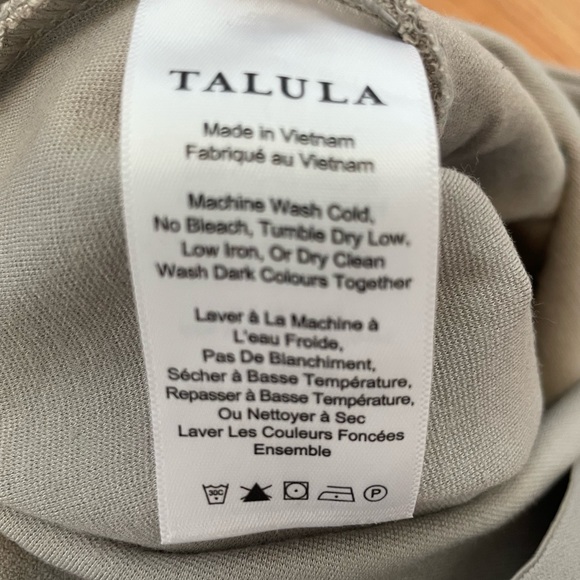 TALULA
Made in Vietnam
Fabriqué au Vietnam
Machine Wash Cold,
No Bleach, Tumble Dry Low,
Low Iron, Or Dry Clean
Wash Dark Colours Together
Laver à La Machine à
L'eau Froide,
Pas De Blanchiment,
Sécher à Basse Température,
Repasser à Basse Température,
Ou Nettoyer à Sec
Laver Les Couleurs Foncées
Ensemble
30C P